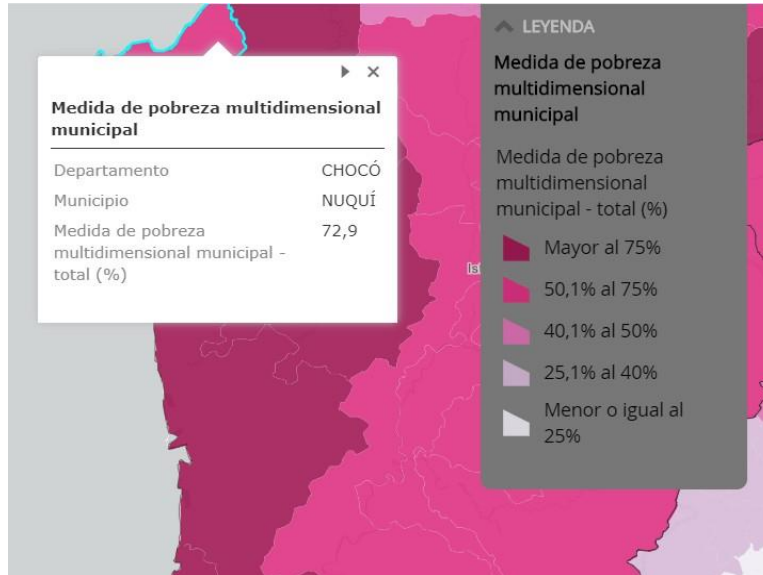 Medida de pobreza multidimensional
municipal
Departamento CHOCÓ
Municipio NUQUÍ
Medida de pobreza 72,9
multidimensional municipal -
total (%)
LEYENDA
Medida de pobreza
multidimensional
municipal
Medida de pobreza
multidimensional
municipal - total (%)
Mayor al 75%
50,1% al 75%
40,1% al 50%
25,1% al 40%
Menor o igual al
25%